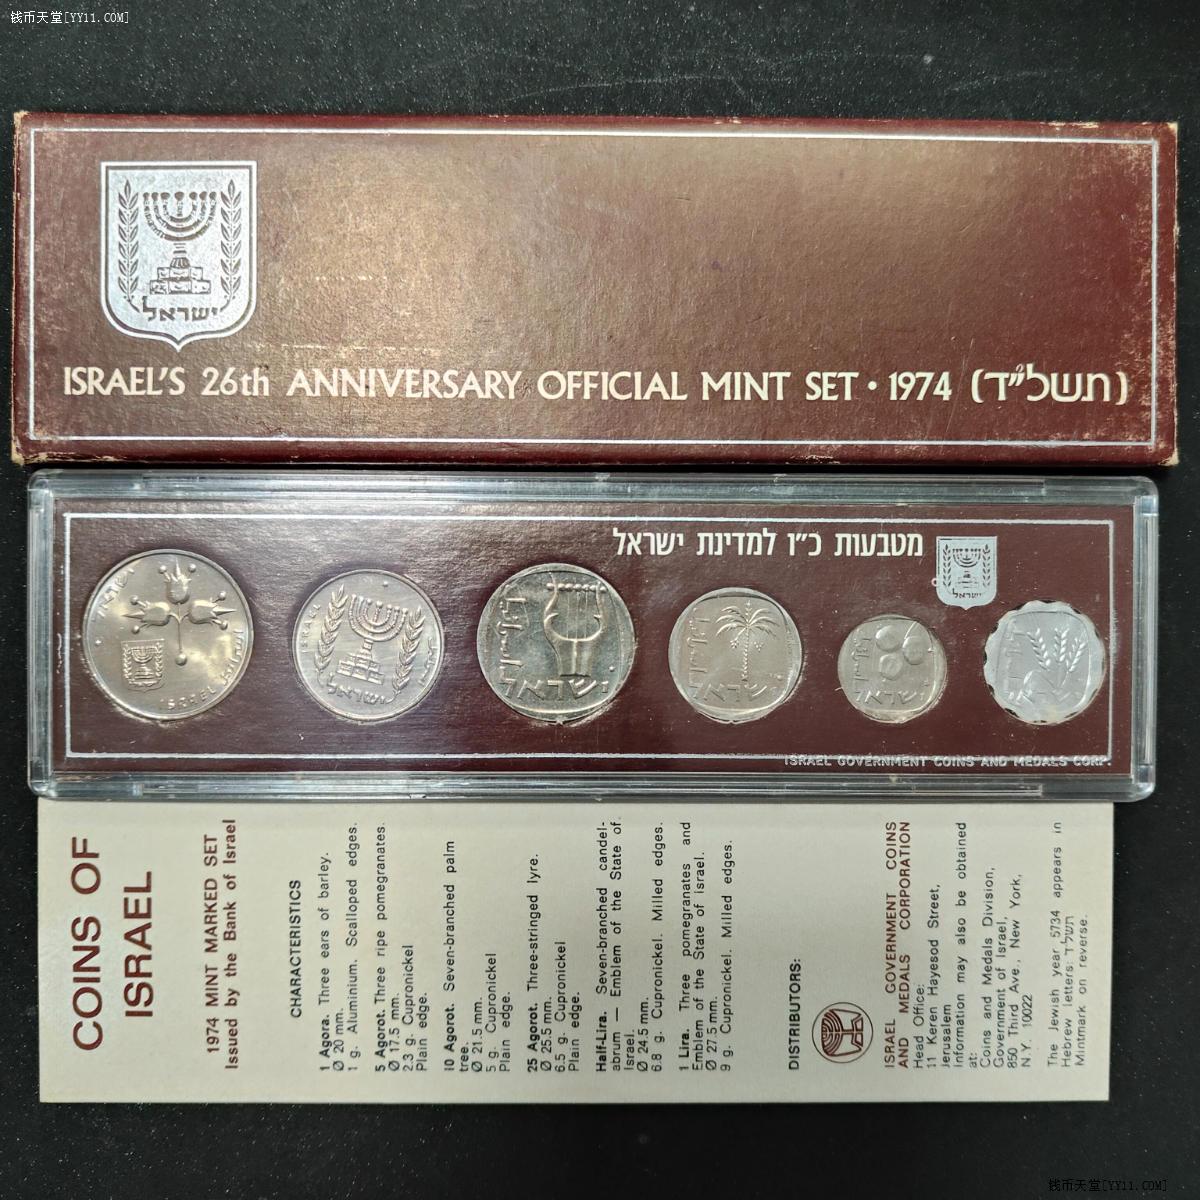 钱币天堂[YY11.COM]
ישראל
ISRAEL'S 26th ANNIVERSARY OFFICIAL MINT SET • 1974 (תשל"ד)
מטבעות כ"ו למדינת ישראל
ישראל
ISRAEL
ISRAEL
ישראל
ישראל
ישראל
ישראל
ISRAEL GOVERNMENT COINS AND MEDALS CORP.
COINS OF
ISRAEL
1974 MINT MARKED SET
Issued by the Bank of Israel
CHARACTERISTICS
1 Agora. Three ears of barley.
Ø 20 mm.
1 g. Aluminium. Scalloped edges.
5 Agorot. Three ripe pomegranates.
Ø 17.5 mm.
2.3 g. Cupronickel
Plain edge.
10 Agorot. Seven-branched palm
tree.
Ø 21.5 mm.
5 g. Cupronickel
Plain edge.
25 Agorot. Three-stringed lyre.
Ø 25.5 mm.
6.5 g. Cupronickel
Plain edge.
Half-Lira. Seven-branched candel-
abrum — Emblem of the State of
Israel.
Ø 24.5 mm.
6.8 g. Cupronickel. Milled edges.
1 Lira. Three pomegranates and
Emblem of the State of israel.
Ø 27.5 mm.
9 g. Cupronickel. Milled edges.
DISTRIBUTORS:
ISRAEL GOVERNMENT COINS
AND MEDALS CORPORATION
Head Office:
11 Keren Hayesod Street,
Jerusalem
Information may also be obtained
at:
Coins and Medals Division,
Government of Israel,
850 Third Ave., New York,
N.Y. 10022
The Jewish year 5734 appears in
Hebrew letters: תשל"ד
Mintmark on reverse.
钱币天堂[YY11.COM]